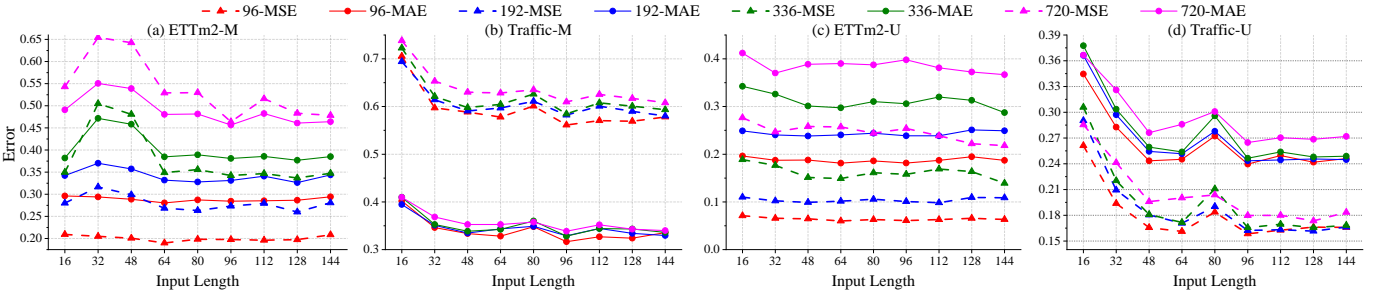 96-MSE 96-MAE 192-MSE 192-MAE 336-MSE 336-MAE 720-MSE 720-MAE
(a) ETTm2-M
Error
0.65
0.60
0.55
0.50
0.45
0.40
0.35
0.30
0.25
0.20
16 32 48 64 80 96 112 128 144
Input Length
(b) Traffic-M
0.7
0.6
0.5
0.4
0.3
16 32 48 64 80 96 112 128 144
Input Length
(c) ETTm2-U
0.4
0.3
0.2
0.1
0.0
16 32 48 64 80 96 112 128 144
Input Length
(d) Traffic-U
0.39
0.36
0.33
0.30
0.27
0.24
0.21
0.18
0.15
16 32 48 64 80 96 112 128 144
Input Length